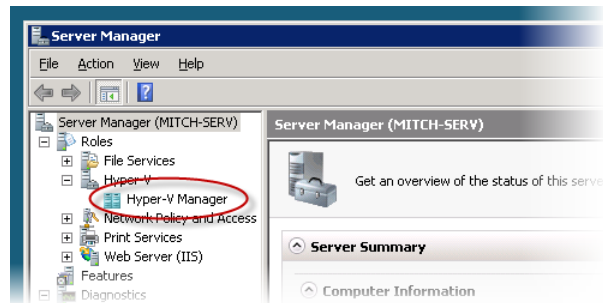 Server Manager
File Action View Help
Server Manager (MITCH-SERV)
Roles
File Services
Hyper-V
Hyper-V Manager
Network Policy and Access
Print Services
Web Server (IIS)
Features
Diagnostics
Server Manager (MITCH-SERV)
Get an overview of the status of this serve
Server Summary
Computer Information